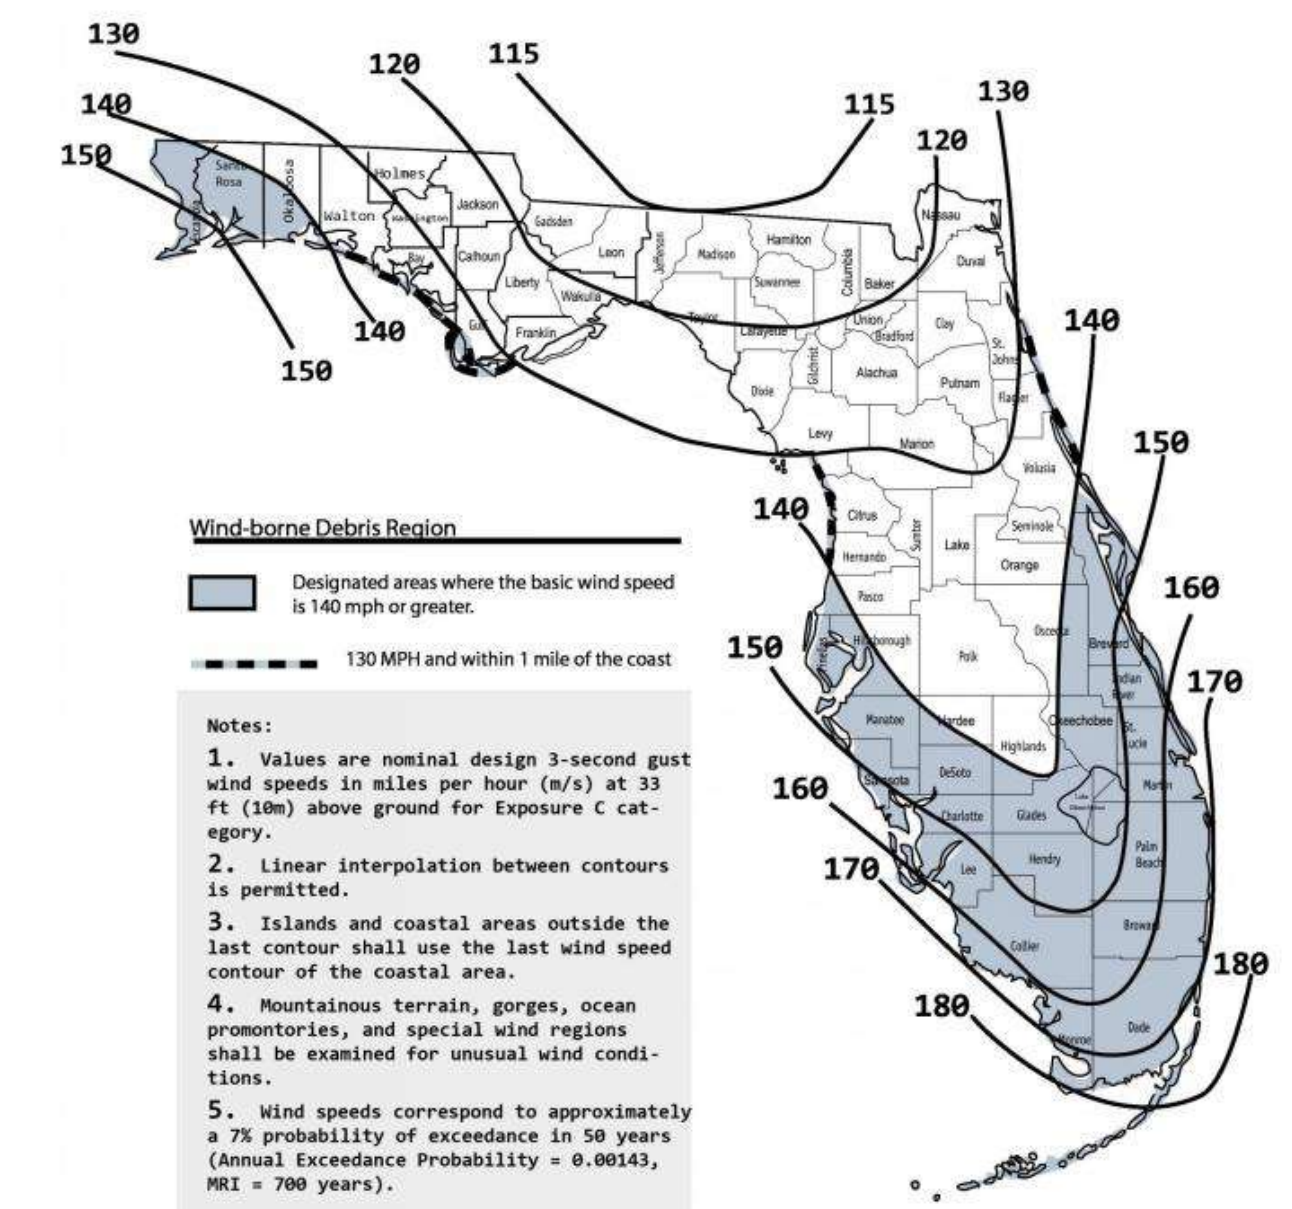 130
120
115
140
115
130
120
150
Santa
Rosa
Okaloosa
Holmes
Walton
Washington
Jackson
Gadsden
Nassau
Escambia
Bay
Calhoun
Leon
Jefferson
Madison
Hamilton
Columbia
Duval
Liberty
Suwannee
Baker
Wakulla
Gulf
Franklin
Taylor
Lafayette
Union
Bradford
Clay
St.
Johns
140
140
150
Dixie
Gilchrist
Alachua
Putnam
Flagler
Levy
Marion
150
Volusia
140
Citrus
Sumter
Lake
Seminole
Hernando
Orange
Pasco
160
Pinellas
Hillsborough
Polk
Osceola
Brevard
150
Indian
River
170
Manatee
Hardee
Okeechobee
St.
Lucie
Highlands
Sarasota
DeSoto
Martin
160
Charlotte
Glades
Lake
Okeechobee
Lee
Hendry
Palm
Beach
170
Collier
Broward
180
180
Monroe
Dade
Wind-borne Debris Region
Designated areas where the basic wind speed
is 140 mph or greater.
130 MPH and within 1 mile of the coast
Notes:
1. Values are nominal design 3-second gust
wind speeds in miles per hour (m/s) at 33
ft (10m) above ground for Exposure C cat-
egory.
2. Linear interpolation between contours
is permitted.
3. Islands and coastal areas outside the
last contour shall use the last wind speed
contour of the coastal area.
4. Mountainous terrain, gorges, ocean
promontories, and special wind regions
shall be examined for unusual wind condi-
tions.
5. Wind speeds correspond to approximately
a 7% probability of exceedance in 50 years
(Annual Exceedance Probability = 0.00143,
MRI = 700 years).